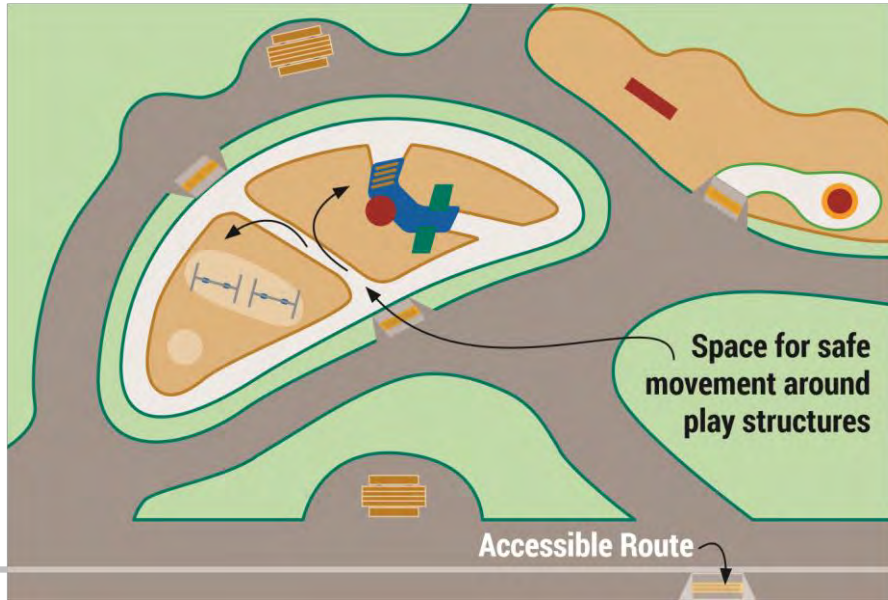 Space for safe
movement around
play structures
Accessible Route